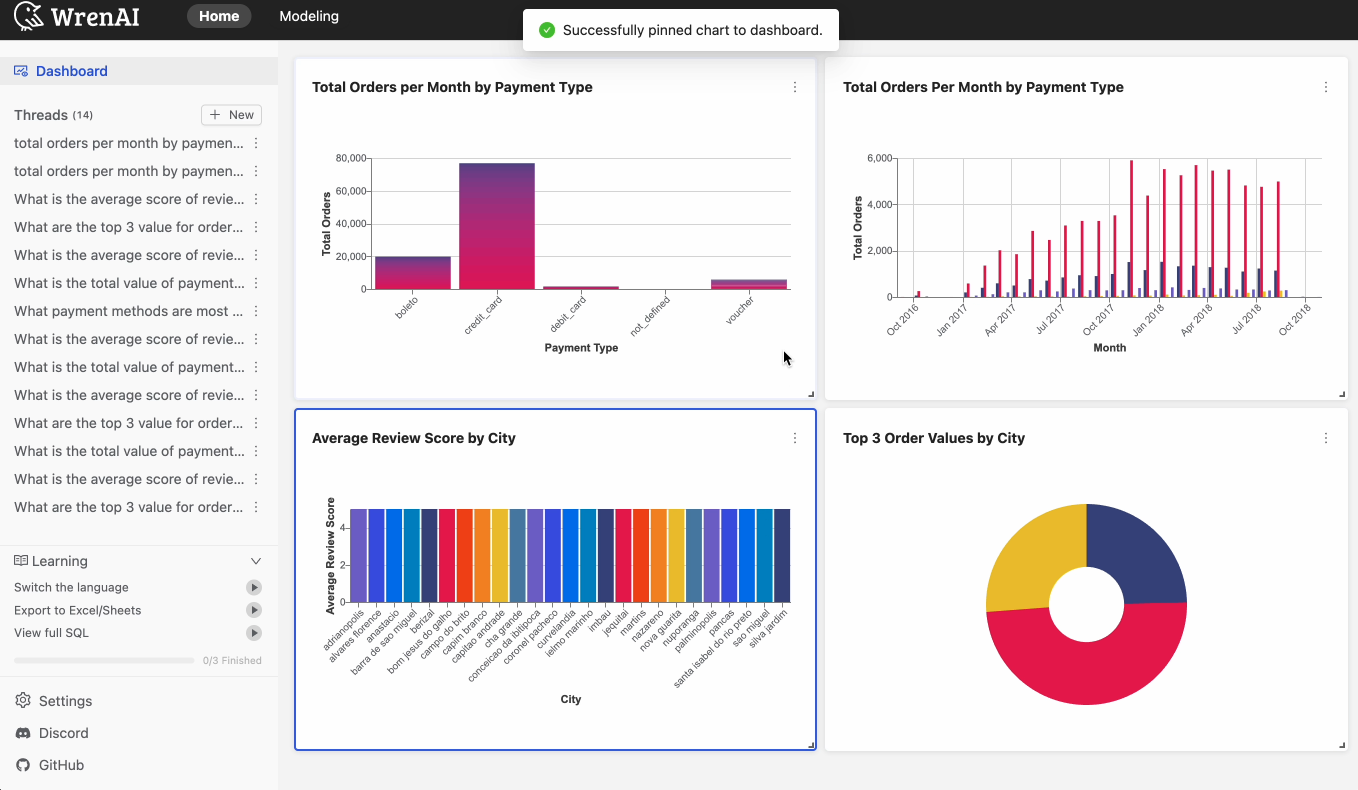 WrenAI
Home
Modeling
Successfully pinned chart to dashboard.
Dashboard
Threads (14)
New
total orders per month by paymen...
total orders per month by paymen...
What is the average score of revie...
What are the top 3 value for order...
What is the average score of revie...
What is the total value of payment...
What payment methods are most ...
What is the average score of revie...
What is the total value of payment...
What is the average score of revie...
What are the top 3 value for order...
What is the total value of payment...
What is the average score of revie...
What are the top 3 value for order...
Learning
Switch the language
Export to Excel/Sheets
View full SQL
0/3 Finished
Settings
Discord
GitHub
Total Orders per Month by Payment Type
Total Orders
80,000
60,000
40,000
20,000
0
boleto
credit_card
debit_card
not_defined
voucher
Payment Type
Total Orders Per Month by Payment Type
Total Orders
6,000
4,000
2,000
0
Oct 2016
Jan 2017
Apr 2017
Jul 2017
Oct 2017
Jan 2018
Apr 2018
Jul 2018
Oct 2018
Month
Average Review Score by City
Average Review Score
4
2
0
adrianopolis
alvares florence
anastacio
barra de sao miguel
berizal
bom jesus do galho
campo do brito
capim branco
capitao andrade
cha grande
conceicao da ibitipoca
coronel pacheco
curvelandia
ielmo marinho
imbau
jequitai
martins
nazareno
nova guarita
nuporanga
palminopolis
pancas
santa isabel do rio preto
sao miguel
silva jardim
City
Top 3 Order Values by City